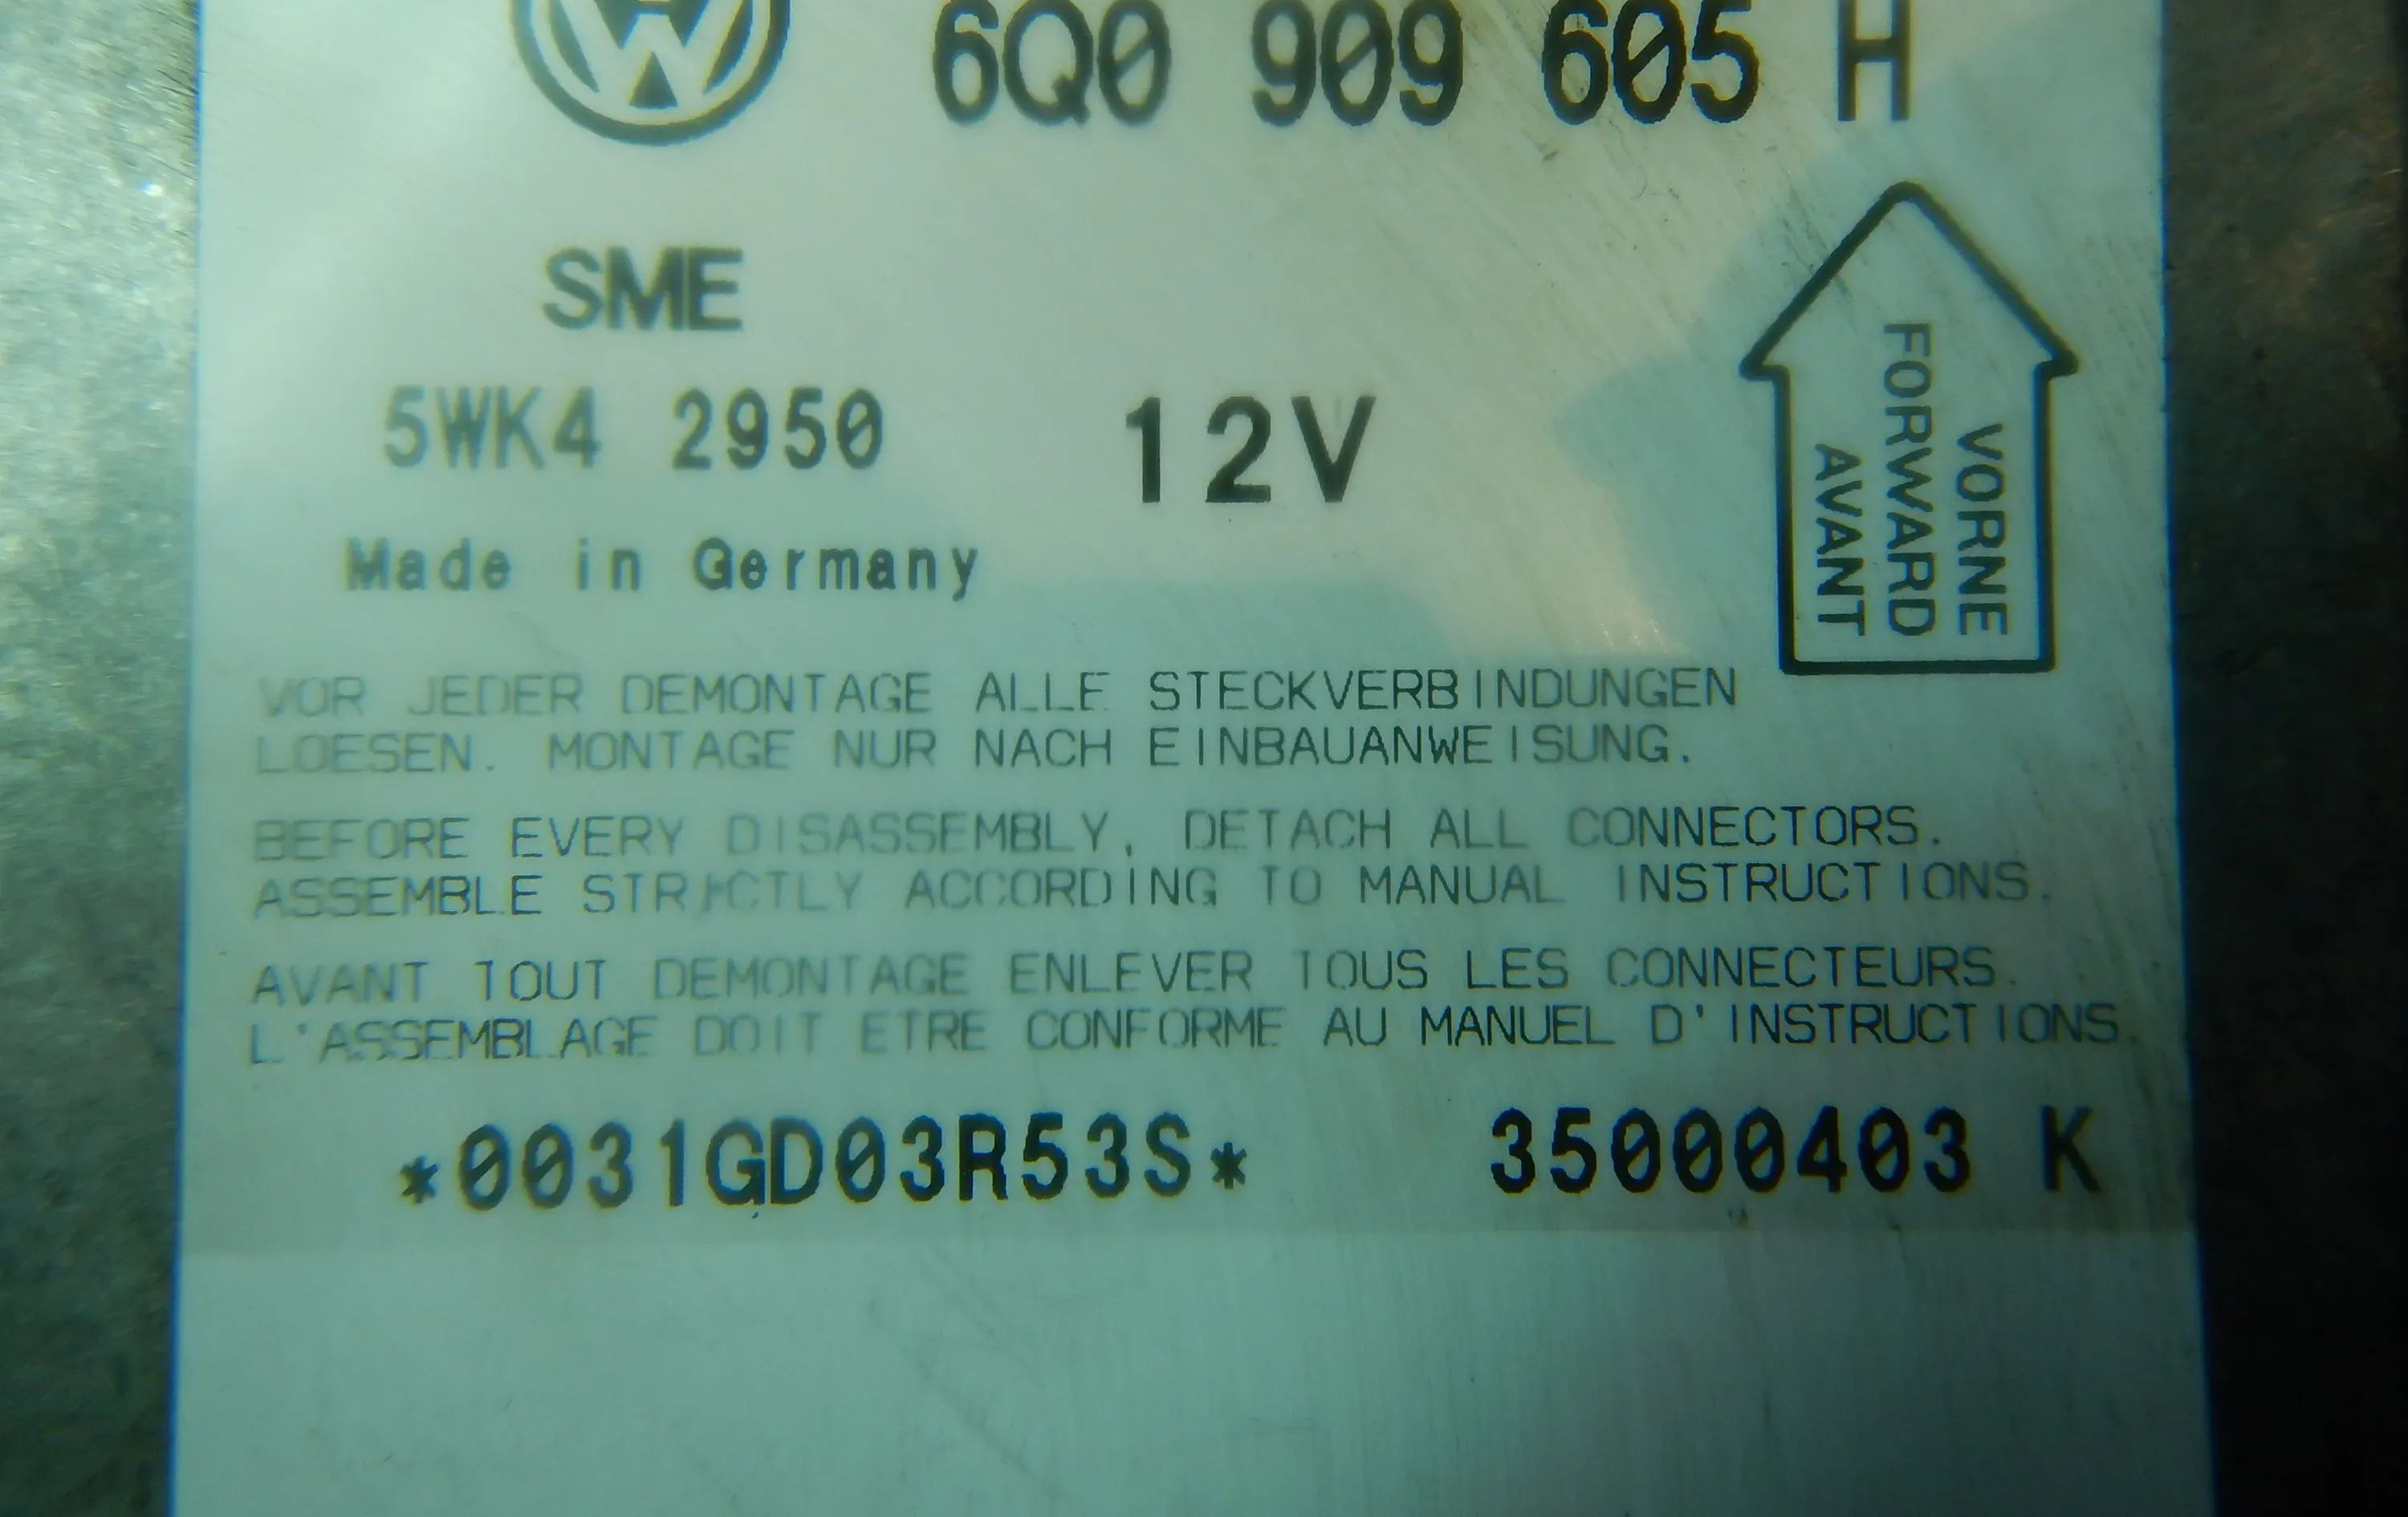 6Q0 909 605 H
SME
5WK4 2950 12V
Made in Germany
VORNE
FORWARD
AVANT
VOR JEDER DEMONTAGE ALLE STECKVERBINDUNGEN
LOESEN. MONTAGE NUR NACH EINBAUANWEISUNG.
BEFORE EVERY DISASSEMBLY, DETACH ALL CONNECTORS.
ASSEMBLE STRICTLY ACCORDING TO MANUAL INSTRUCTIONS.
AVANT TOUT DEMONTAGE ENLEVER TOUS LES CONNECTEURS.
L'ASSEMBLAGE DOIT ETRE CONFORME AU MANUEL D'INSTRUCTIONS.
*0031GD03R53S* 35000403 K